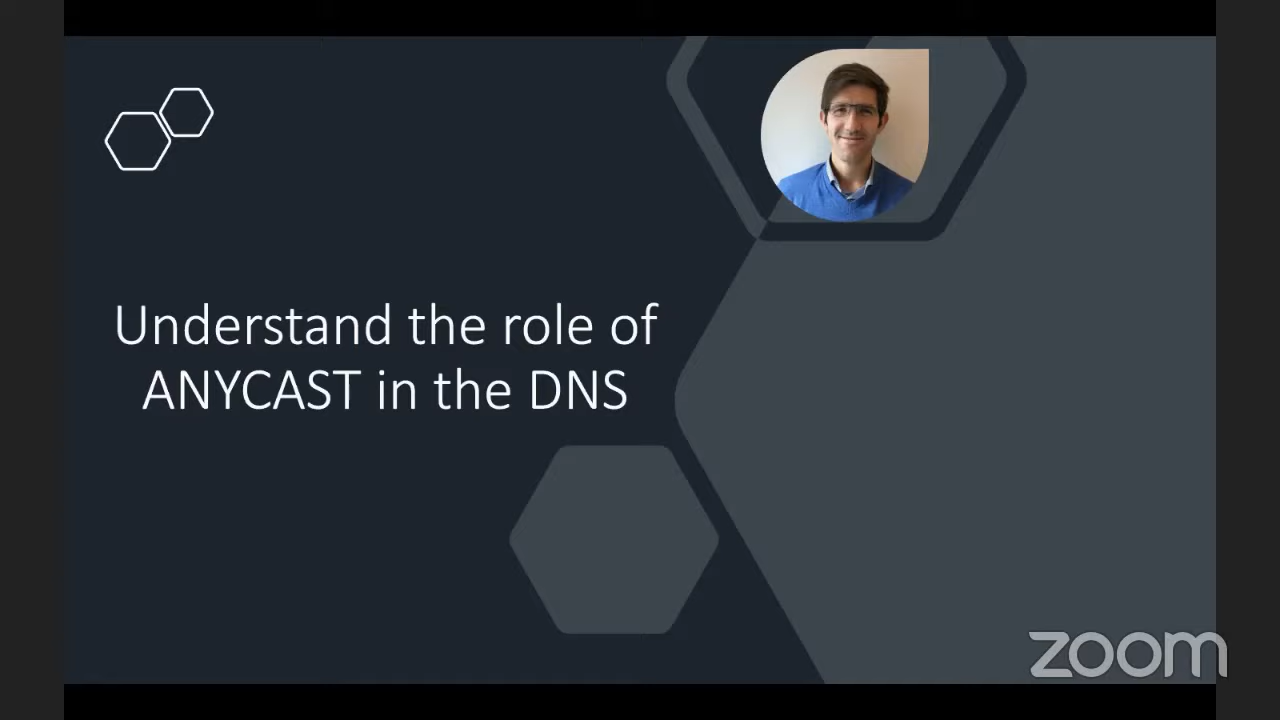 Understand the role of
ANYCAST in the DNS
zoom